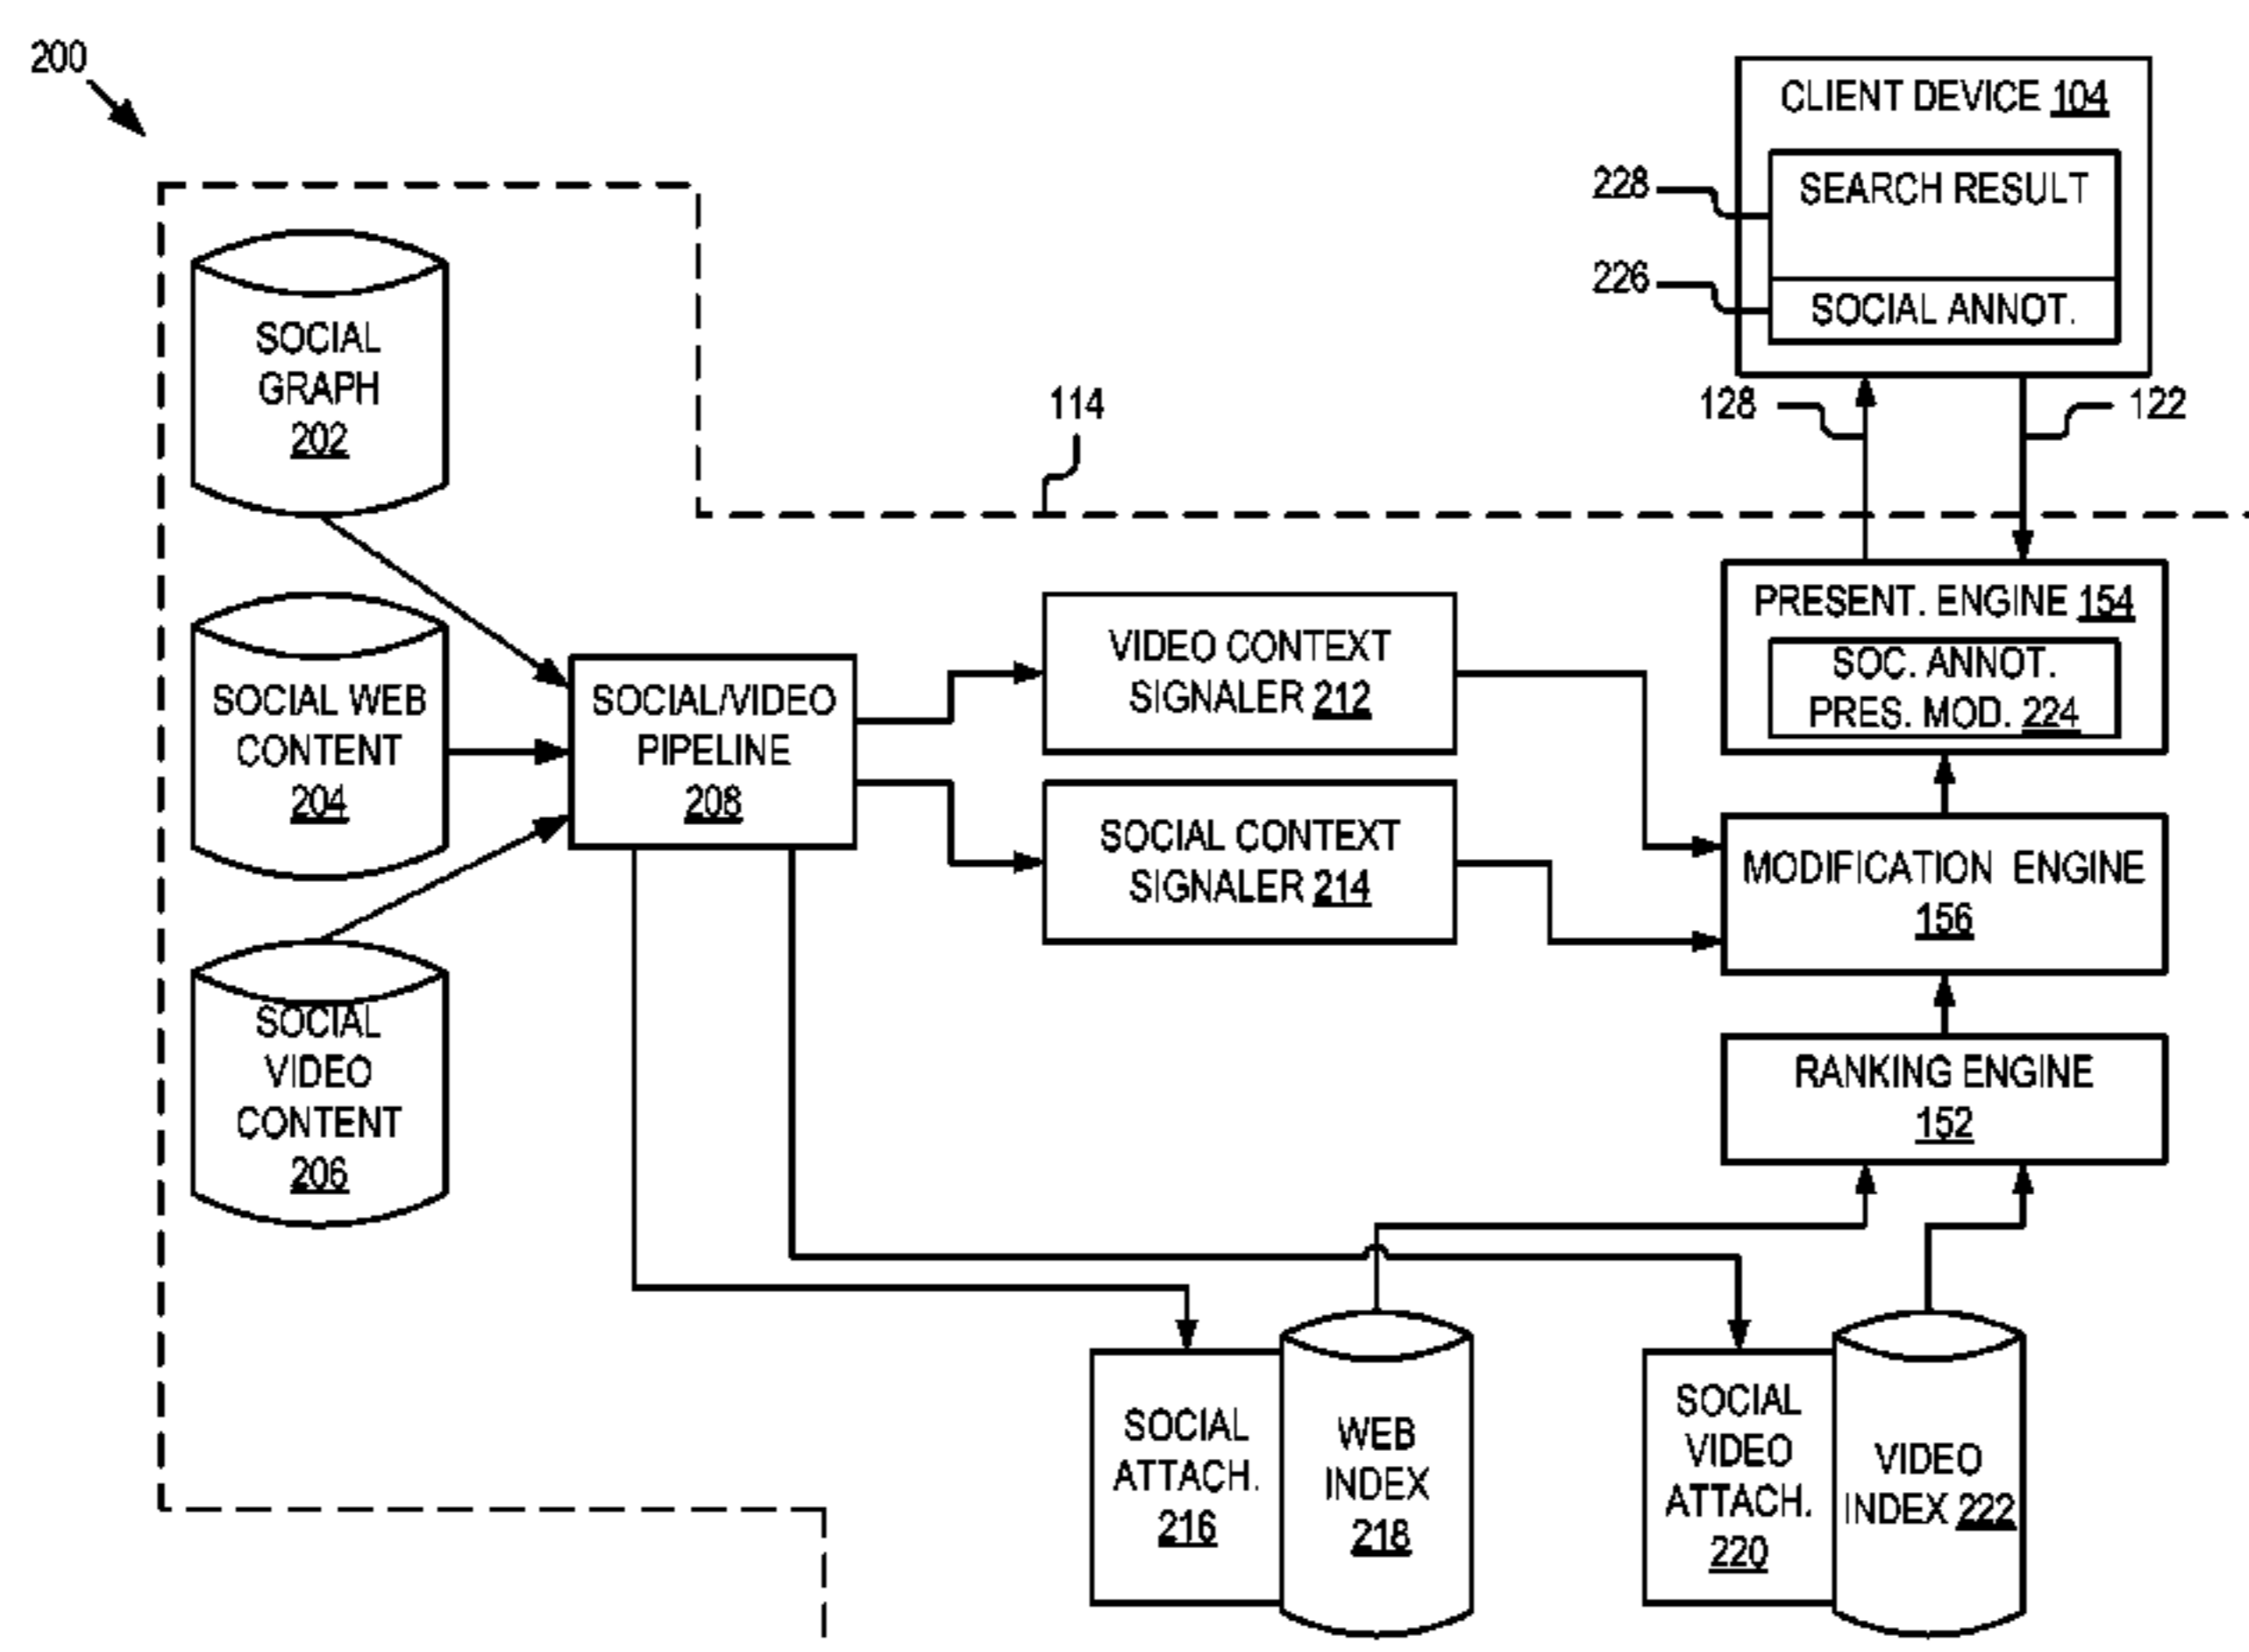 200
CLIENT DEVICE 104
228
SEARCH RESULT
226
SOCIAL ANNOT.
SOCIAL
GRAPH
202
114
128
122
PRESENT. ENGINE 154
SOC. ANNOT.
PRES. MOD. 224
SOCIAL WEB
CONTENT
204
SOCIAL/VIDEO
PIPELINE
208
VIDEO CONTEXT
SIGNALER 212
SOCIAL CONTEXT
SIGNALER 214
MODIFICATION ENGINE
156
SOCIAL
VIDEO
CONTENT
206
RANKING ENGINE
152
SOCIAL
ATTACH.
216
WEB
INDEX
218
SOCIAL
VIDEO
ATTACH.
220
VIDEO
INDEX 222